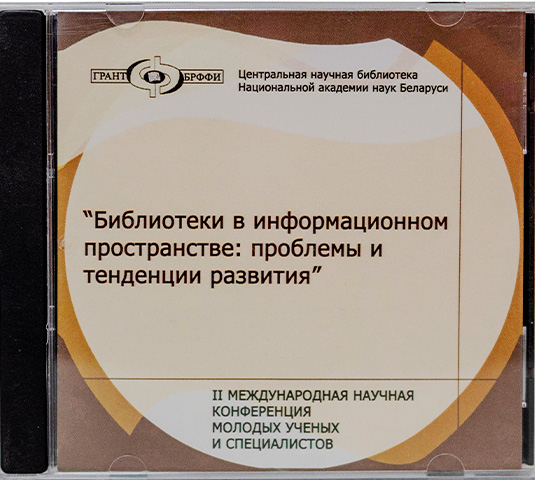 ГРАНТ БРФФИ
Центральная научная библиотека
Национальной академии наук Беларуси
“Библиотеки в информационном
пространстве: проблемы и
тенденции развития”
II МЕЖДУНАРОДНАЯ НАУЧНАЯ
КОНФЕРЕНЦИЯ
МОЛОДЫХ УЧЕНЫХ
И СПЕЦИАЛИСТОВ